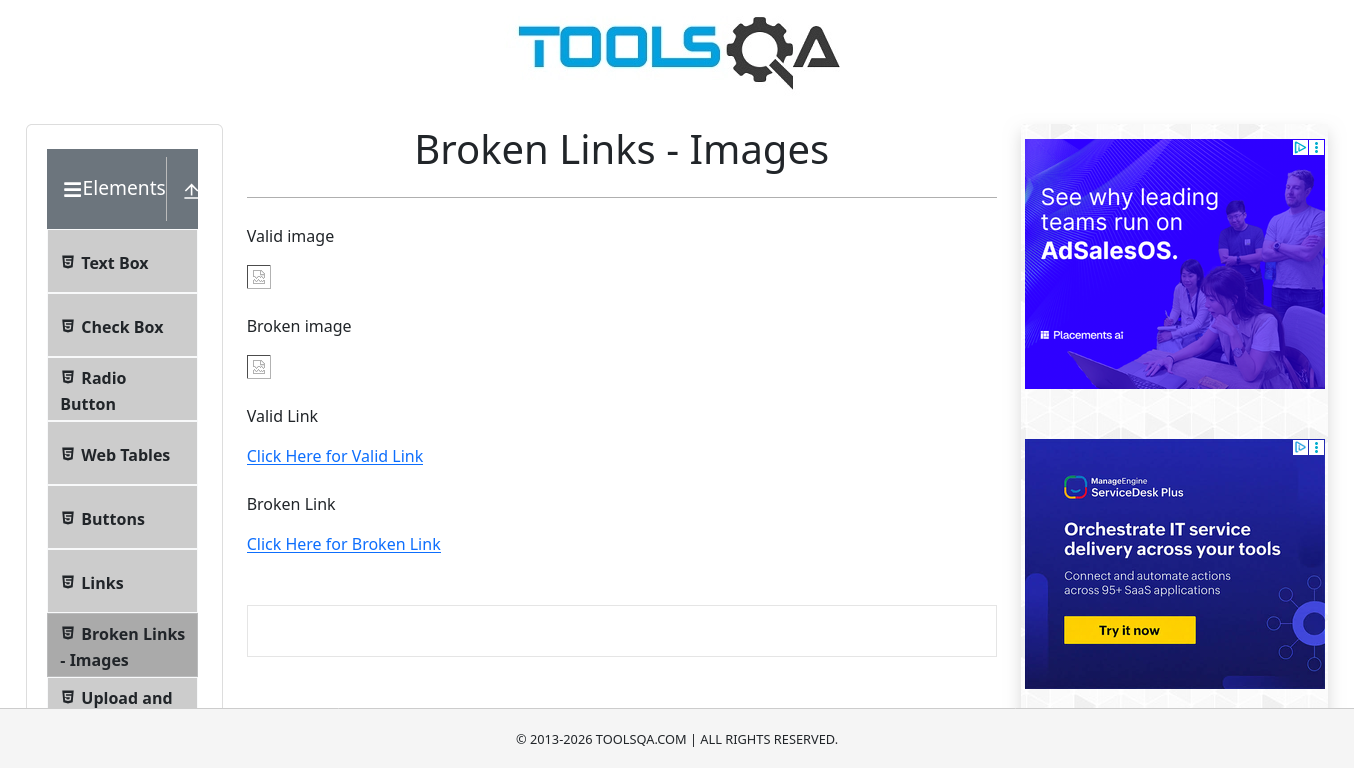 TOOLSQA
Elements
Text Box
Check Box
Radio
Button
Web Tables
Buttons
Links
Broken Links
- Images
Upload and
Broken Links - Images
Valid image
Broken image
Valid Link
Click Here for Valid Link
Broken Link
Click Here for Broken Link
See why leading
teams run on
AdSalesOS.
Placements ai
ManageEngine
ServiceDesk Plus
Orchestrate IT service
delivery across your tools
Connect and automate actions
across 95+ SaaS applications
Try it now
© 2013-2026 TOOLSQA.COM | ALL RIGHTS RESERVED.